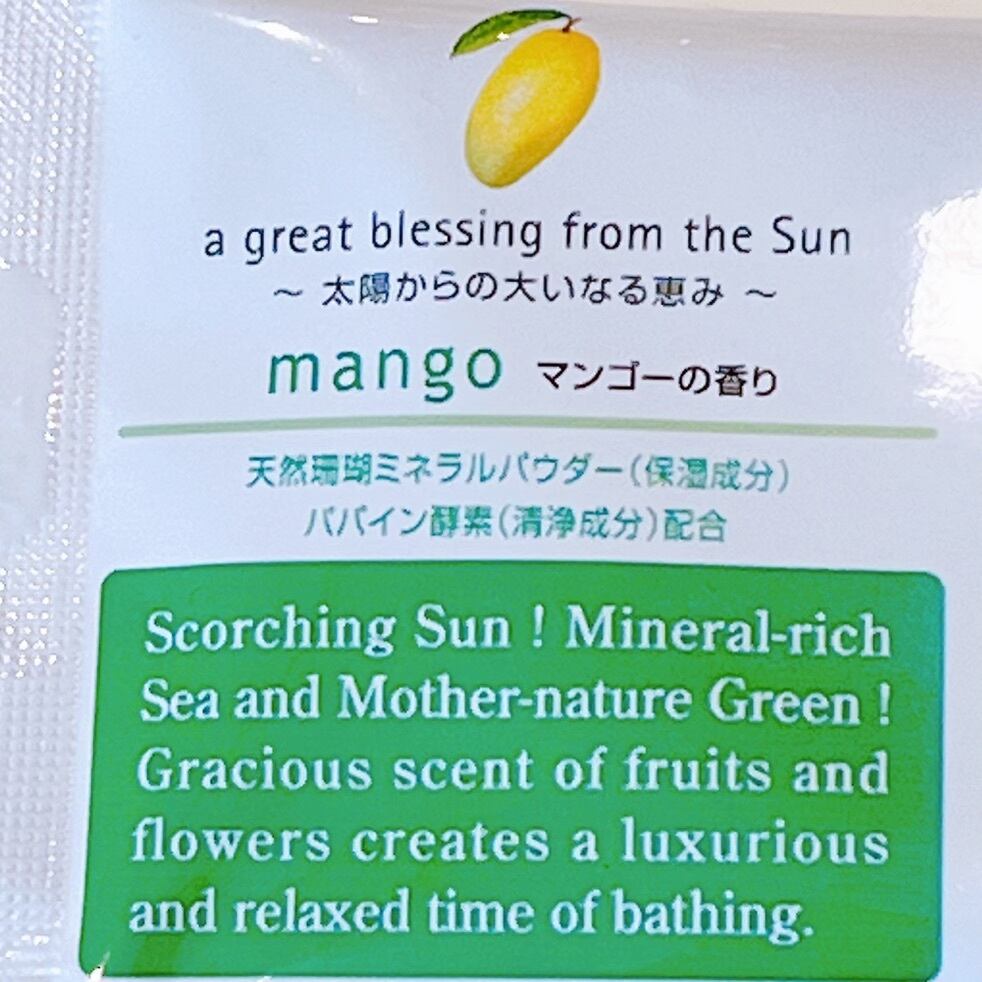 a great blessing from the Sun
～ 太陽からの大いなる恵み ～
mango マンゴーの香り
天然珊瑚ミネラルパウダー(保湿成分)
パパイン酵素(清浄成分)配合
Scorching Sun ! Mineral-rich
Sea and Mother-nature Green !
Gracious scent of fruits and
flowers creates a luxurious
and relaxed time of bathing.